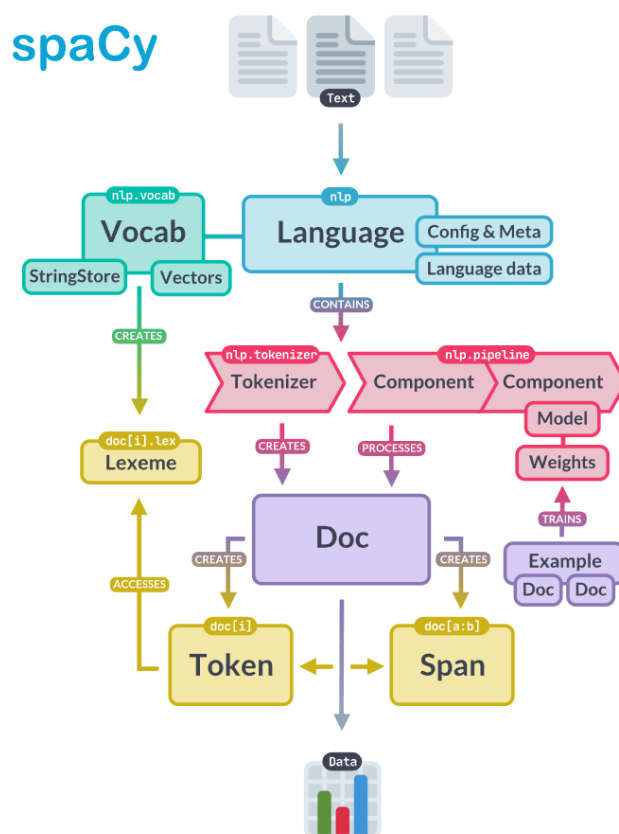 spaCy
Text
nlp.vocab
nlp
Vocab
Language
Config & Meta
StringStore
Vectors
Language data
CONTAINS
CREATES
nlp.tokenizer
nlp.pipeline
Tokenizer
Component
Component
Model
doc[i].lex
Lexeme
CREATES
PROCESSES
Weights
TRAINS
Doc
Example
Doc
Doc
CREATES
CREATES
ACCESSES
doc[i]
doc[a:b]
Token
Span
Data